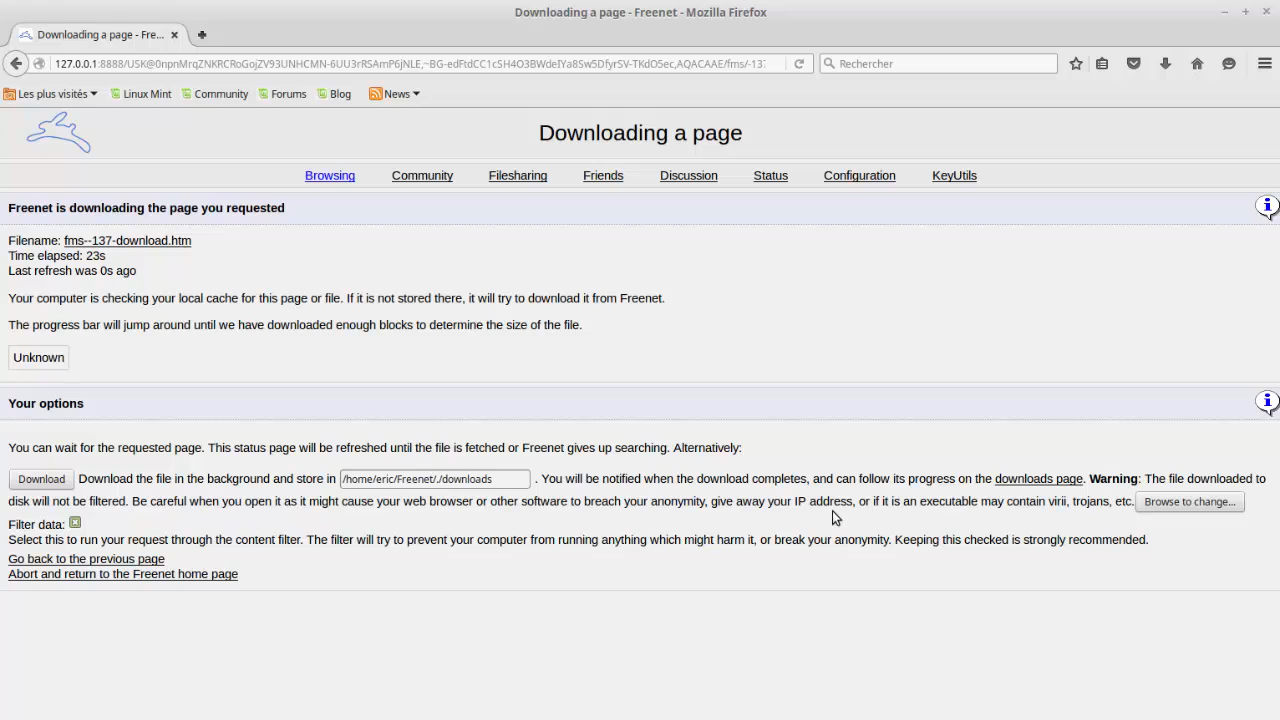 Downloading a page - Freenet - Mozilla Firefox
Downloading a page - Free...
127.0.0.1:8888/USK@0npnMrqZNKRCRoGojZV93UNHCMN-6UU3rRSAmP6jNLE,~BG-edFtdCC1cSH4O3BWdeIYa8Sw5DfyrSV-TKdO5ec,AQACAAE/fms/-137
Rechercher
Les plus visités Linux Mint Community Forums Blog News
Downloading a page
Browsing Community Filesharing Friends Discussion Status Configuration KeyUtils
Freenet is downloading the page you requested
Filename: fms--137-download.htm
Time elapsed: 23s
Last refresh was 0s ago
Your computer is checking your local cache for this page or file. If it is not stored there, it will try to download it from Freenet.
The progress bar will jump around until we have downloaded enough blocks to determine the size of the file.
Unknown
Your options
You can wait for the requested page. This status page will be refreshed until the file is fetched or Freenet gives up searching. Alternatively:
Download Download the file in the background and store in /home/eric/Freenet/./downloads . You will be notified when the download completes, and can follow its progress on the downloads page. Warning: The file downloaded to
disk will not be filtered. Be careful when you open it as it might cause your web browser or other software to breach your anonymity, give away your IP address, or if it is an executable may contain virii, trojans, etc. Browse to change...
Filter data:
Select this to run your request through the content filter. The filter will try to prevent your computer from running anything which might harm it, or break your anonymity. Keeping this checked is strongly recommended.
Go back to the previous page
Abort and return to the Freenet home page